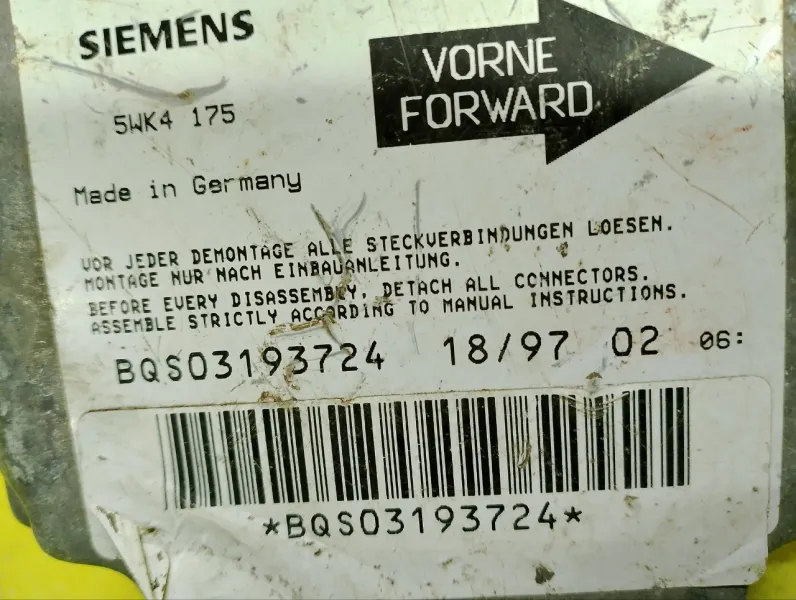 SIEMENS
VORNE
FORWARD
5WK4 175
Made in Germany
VOR JEDER DEMONTAGE ALLE STECKVERBINDUNGEN LOESEN.
MONTAGE NUR NACH EINBAUANLEITUNG.
BEFORE EVERY DISASSEMBLY, DETACH ALL CONNECTORS.
ASSEMBLE STRICTLY ACCORDING TO MANUAL INSTRUCTIONS.
BQS03193724 18/97 02 06:
*BQS03193724*